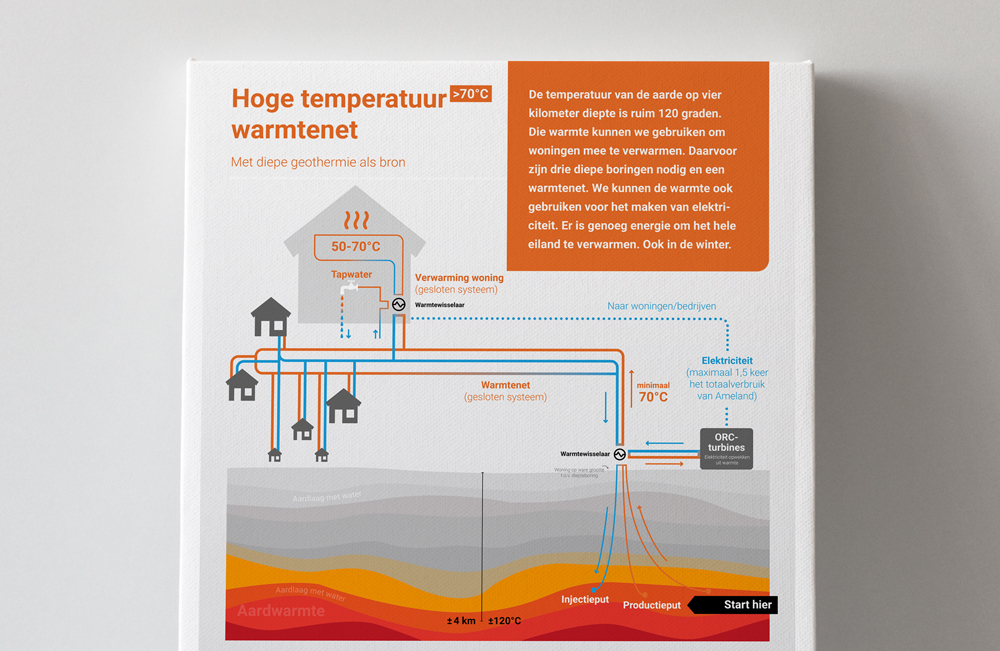 Hoge temperatuur >70°C
warmtenet
Met diepe geothermie als bron
De temperatuur van de aarde op vier
kilometer diepte is ruim 120 graden.
Die warmte kunnen we gebruiken om
woningen mee te verwarmen. Daarvoor
zijn drie diepe boringen nodig en een
warmtenet. We kunnen de warmte ook
gebruiken voor het maken van elektri-
citeit. Er is genoeg energie om het hele
eiland te verwarmen. Ook in de winter.
50-70°C
Tapwater
Verwarming woning
(gesloten systeem)
Warmtewisselaar
Naar woningen/bedrijven
Elektriciteit
(maximaal 1,5 keer
het totaalverbruik
van Ameland)
Warmtenet
(gesloten systeem)
minimaal
70°C
ORC-
turbines
Elektriciteit opwekken
uit warmte
Warmtewisselaar
Aardlaag met water
Aardlaag met water
Aardwarmte
Injectieput
Productieput
Start hier
±4 km
±120°C